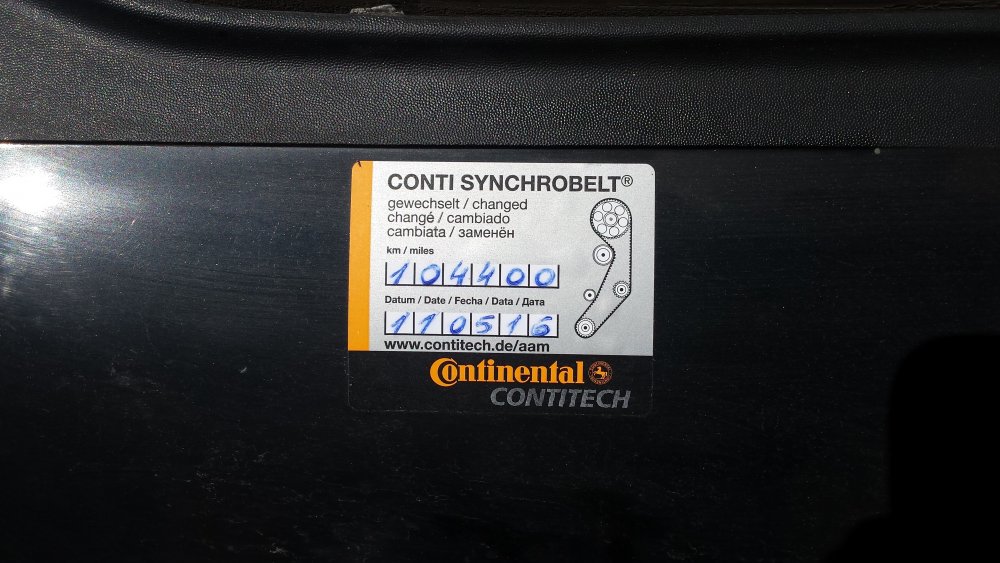 CONTI SYNCHROBELT®
gewechselt / changed
changé / cambiado
cambiata / заменён
km / miles
104400
Datum / Date / Fecha / Data / Дата
110516
www.contitech.de/aam
Continental
CONTITECH